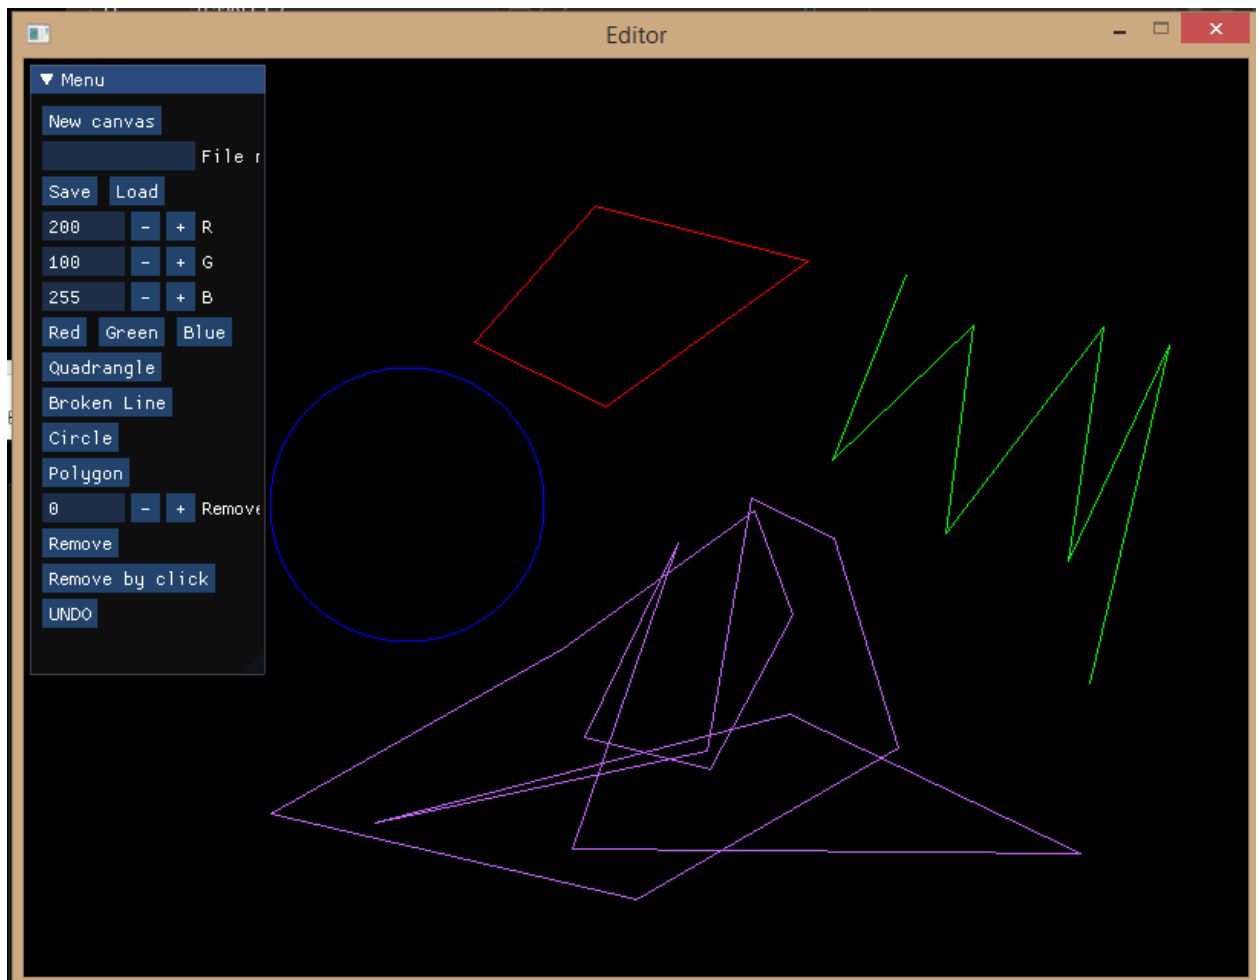 Editor
Menu
New canvas
File
Save Load
200 - + R
100 - + G
255 - + B
Red Green Blue
Quadrangle
Broken Line
Circle
Polygon
0 - + Remove
Remove
Remove by click
UNDO